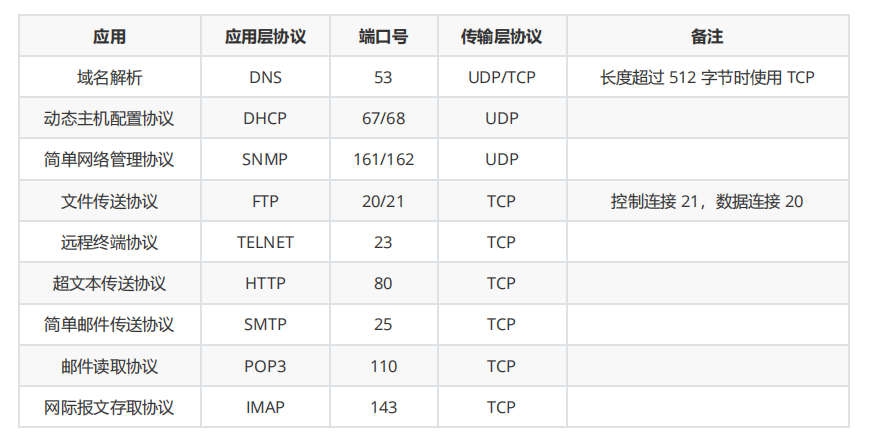 应用 应用层协议 端口号 传输层协议 备注
域名解析 DNS 53 UDP/TCP 长度超过 512 字节时使用 TCP
动态主机配置协议 DHCP 67/68 UDP
简单网络管理协议 SNMP 161/162 UDP
文件传送协议 FTP 20/21 TCP 控制连接 21，数据连接 20
远程终端协议 TELNET 23 TCP
超文本传送协议 HTTP 80 TCP
简单邮件传送协议 SMTP 25 TCP
邮件读取协议 POP3 110 TCP
网际报文存取协议 IMAP 143 TCP